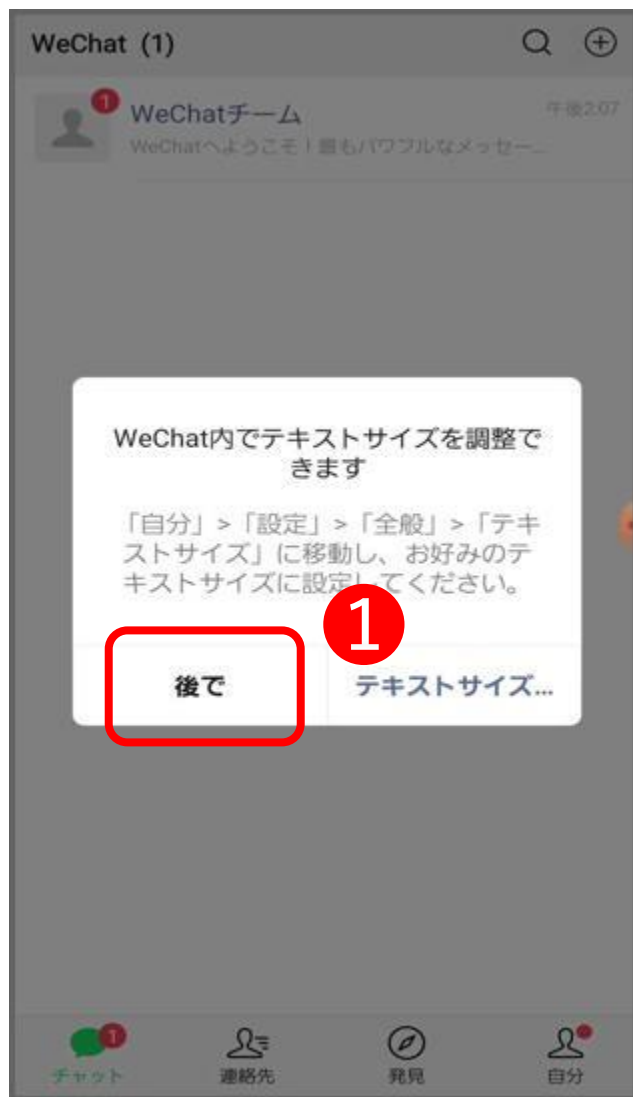 WeChat (1)
1
WeChatチーム
午後2:07
WeChatへようこそ！最もパワフルなメッセー...
WeChat内でテキストサイズを調整で
きます
「自分」>「設定」>「全般」>「テキ
ストサイズ」に移動し、お好みのテ
キストサイズに設定してください。
1
後で
テキストサイズ...
1
チャット
連絡先
発見
自分